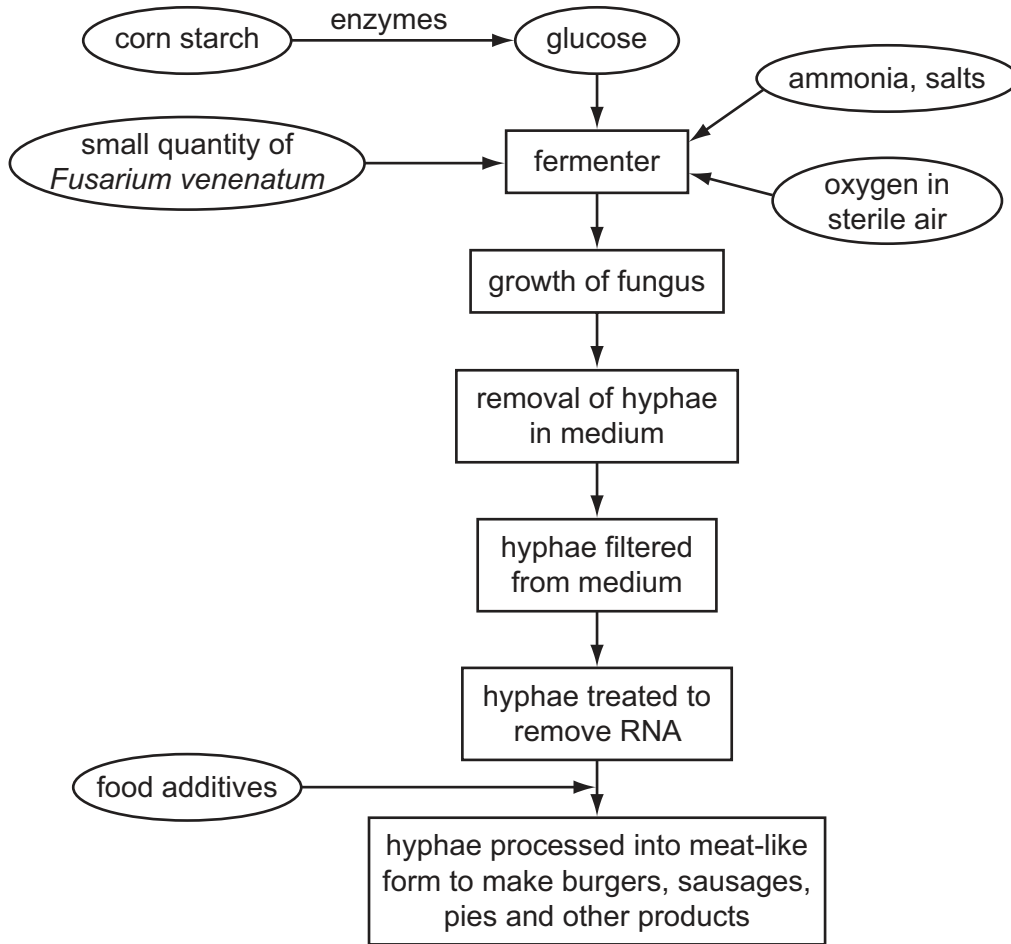 corn starch
enzymes
glucose
ammonia, salts
small quantity of
Fusarium venenatum
fermenter
oxygen in
sterile air
growth of fungus
removal of hyphae
in medium
hyphae filtered
from medium
hyphae treated to
remove RNA
food additives
hyphae processed into meat-like
form to make burgers, sausages,
pies and other products